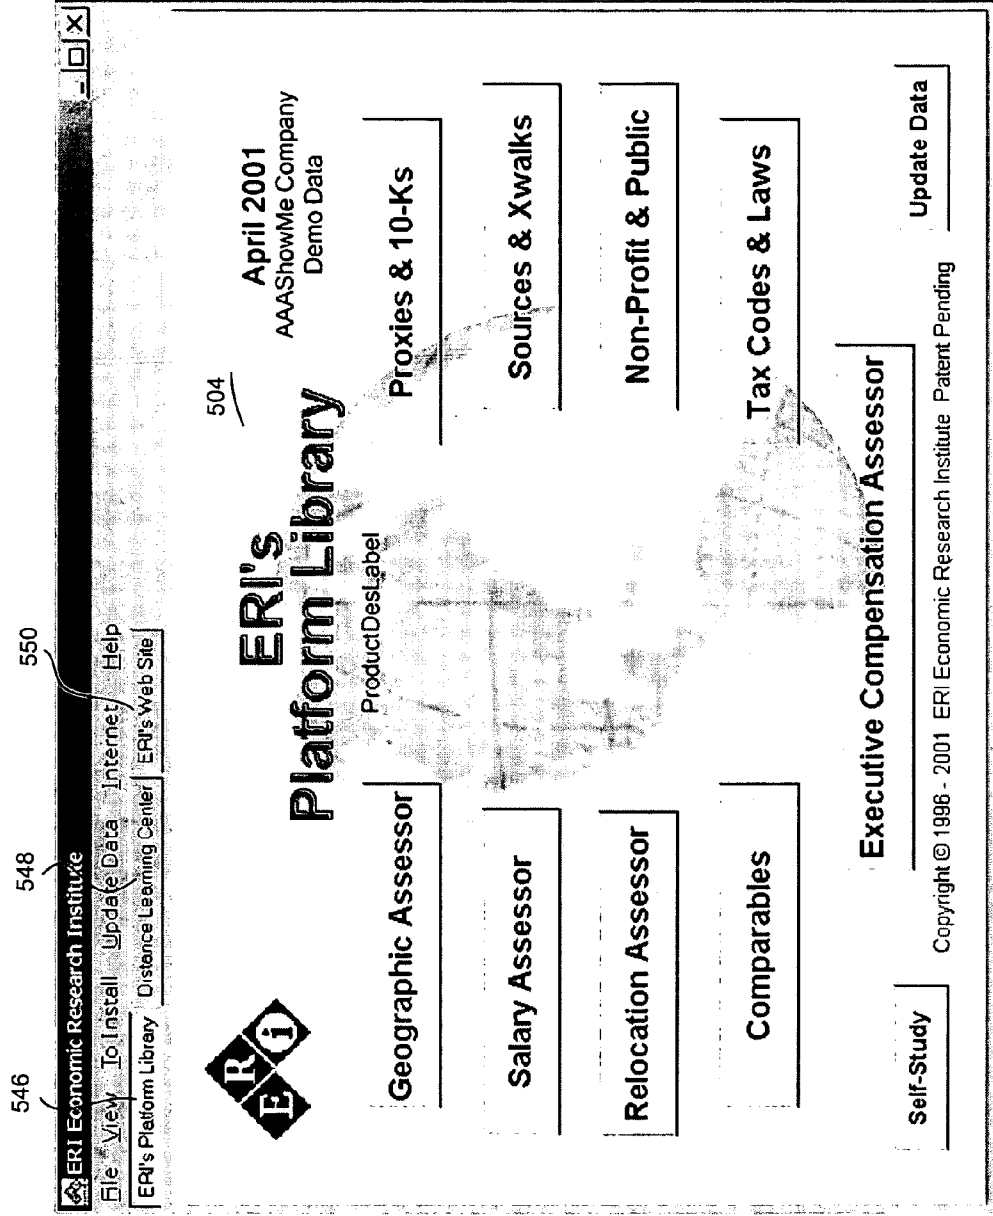 546
548
550
ERI Economic Research Institute
File View To Install Update Data Internet Help
ERI's Platform Library Distance Learning Center ERI's Web Site
E R i
504
ERI's
Platform Library
ProductDesLabel
April 2001
AAAShowMe Company
Demo Data
Geographic Assessor
Proxies & 10-Ks
Salary Assessor
Sources & Xwalks
Relocation Assessor
Non-Profit & Public
Comparables
Tax Codes & Laws
Executive Compensation Assessor
Self-Study
Update Data
Copyright © 1996 - 2001 ERI Economic Research Institute Patent Pending